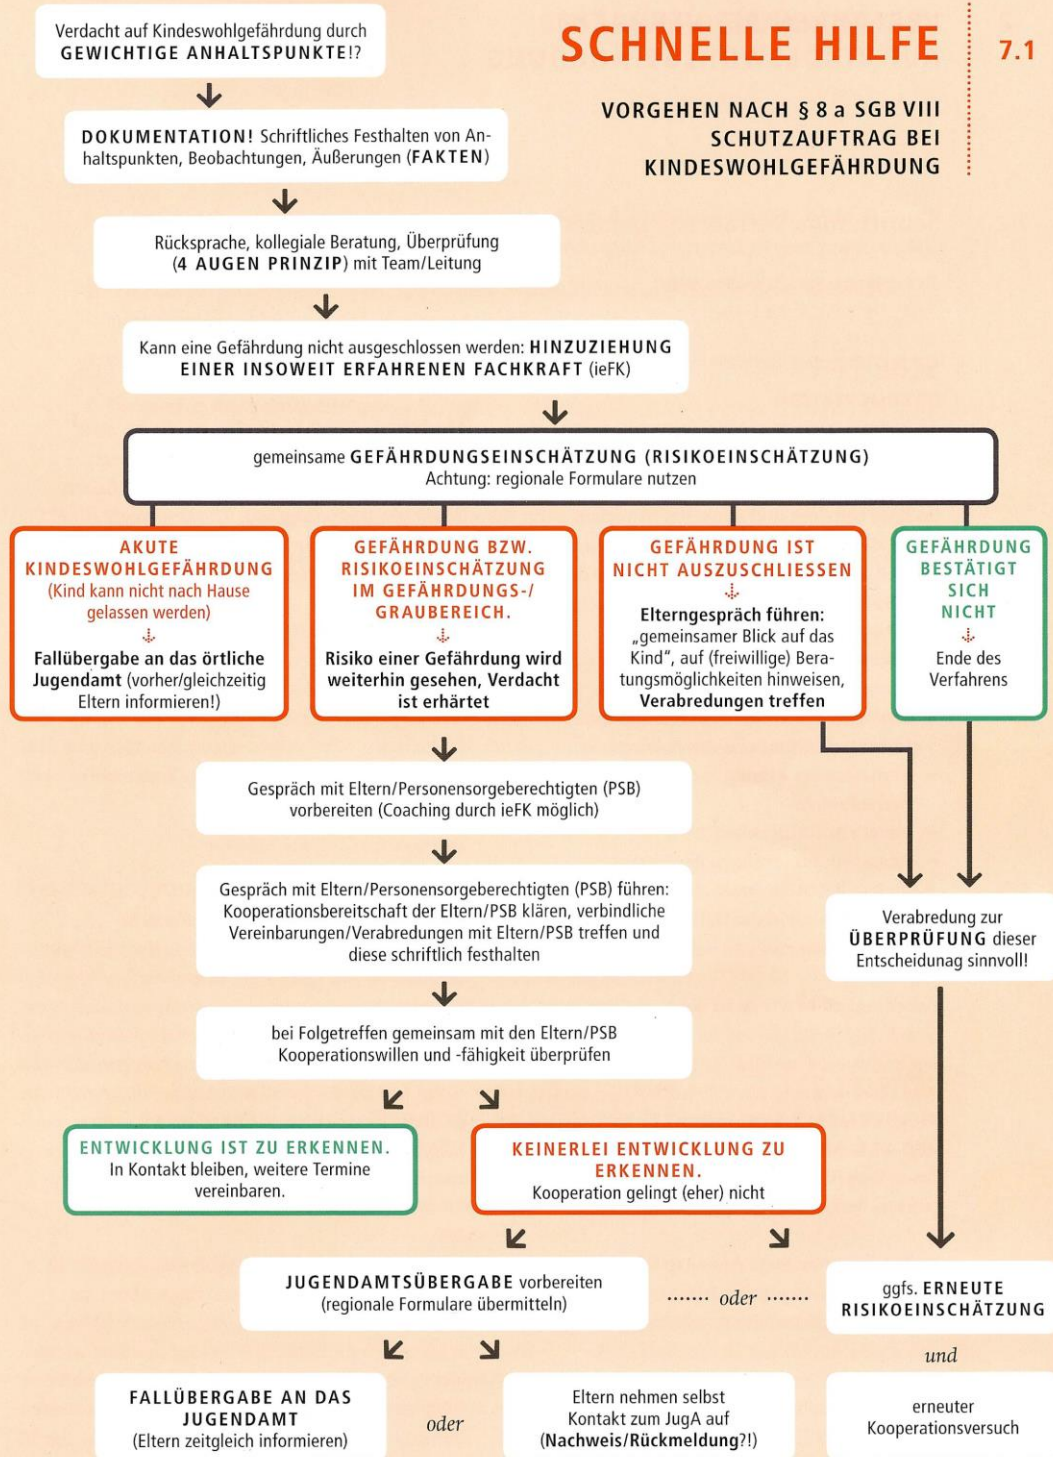 Verdacht auf Kindeswohlgefährdung durch
GEWICHTIGE ANHALTSPUNKTE!?
SCHNELLE HILFE
7.1
VORGEHEN NACH § 8 a SGB VIII
SCHUTZAUFTRAG BEI
KINDESWOHLGEFÄHRDUNG
DOKUMENTATION! Schriftliches Festhalten von An-
haltspunkten, Beobachtungen, Äußerungen (FAKTEN)
Rücksprache, kollegiale Beratung, Überprüfung
(4 AUGEN PRINZIP) mit Team/Leitung
Kann eine Gefährdung nicht ausgeschlossen werden: HINZUZIEHUNG
EINER INSOWEIT ERFAHRENEN FACHKRAFT (ieFK)
gemeinsame GEFÄHRDUNGSEINSCHÄTZUNG (RISIKOEINSCHÄTZUNG)
Achtung: regionale Formulare nutzen
AKUTE
KINDESWOHLGEFÄHRDUNG
(Kind kann nicht nach Hause
gelassen werden)
Fallübergabe an das örtliche
Jugendamt (vorher/gleichzeitig
Eltern informieren!)
GEFÄHRDUNG BZW.
RISIKOEINSCHÄTZUNG
IM GEFÄHRDUNGS-/
GRAUBEREICH.
Risiko einer Gefährdung wird
weiterhin gesehen, Verdacht
ist erhärtet
GEFÄHRDUNG IST
NICHT AUSZUSCHLIESSEN
Elterngespräch führen:
„gemeinsamer Blick auf das
Kind“, auf (freiwillige) Bera-
tungsmöglichkeiten hinweisen,
Verabredungen treffen
GEFÄHRDUNG
BESTÄTIGT
SICH
NICHT
Ende des
Verfahrens
Gespräch mit Eltern/Personensorgeberechtigten (PSB)
vorbereiten (Coaching durch ieFK möglich)
Gespräch mit Eltern/Personensorgeberechtigten (PSB) führen:
Kooperationsbereitschaft der Eltern/PSB klären, verbindliche
Vereinbarungen/Verabredungen mit Eltern/PSB treffen und
diese schriftlich festhalten
Verabredung zur
ÜBERPRÜFUNG dieser
Entscheidunag sinnvoll!
bei Folgetreffen gemeinsam mit den Eltern/PSB
Kooperationswillen und -fähigkeit überprüfen
ENTWICKLUNG IST ZU ERKENNEN.
In Kontakt bleiben, weitere Termine
vereinbaren.
KEINERLEI ENTWICKLUNG ZU
ERKENNEN.
Kooperation gelingt (eher) nicht
JUGENDAMTSÜBERGABE vorbereiten
(regionale Formulare übermitteln)
....... oder .......
ggfs. ERNEUTE
RISIKOEINSCHÄTZUNG
und
FALLÜBERGABE AN DAS
JUGENDAMT
(Eltern zeitgleich informieren)
oder
Eltern nehmen selbst
Kontakt zum JugA auf
(Nachweis/Rückmeldung?!)
erneuter
Kooperationsversuch